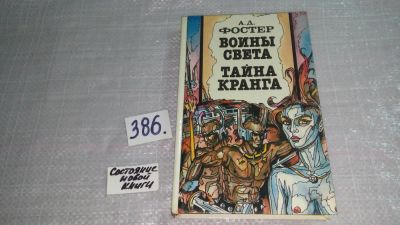 А.Д.
ФОСТЕР
ВОИНЫ
СВЕТА
ТАЙНА
КРАНГА
386.
Состояние
новой
книги